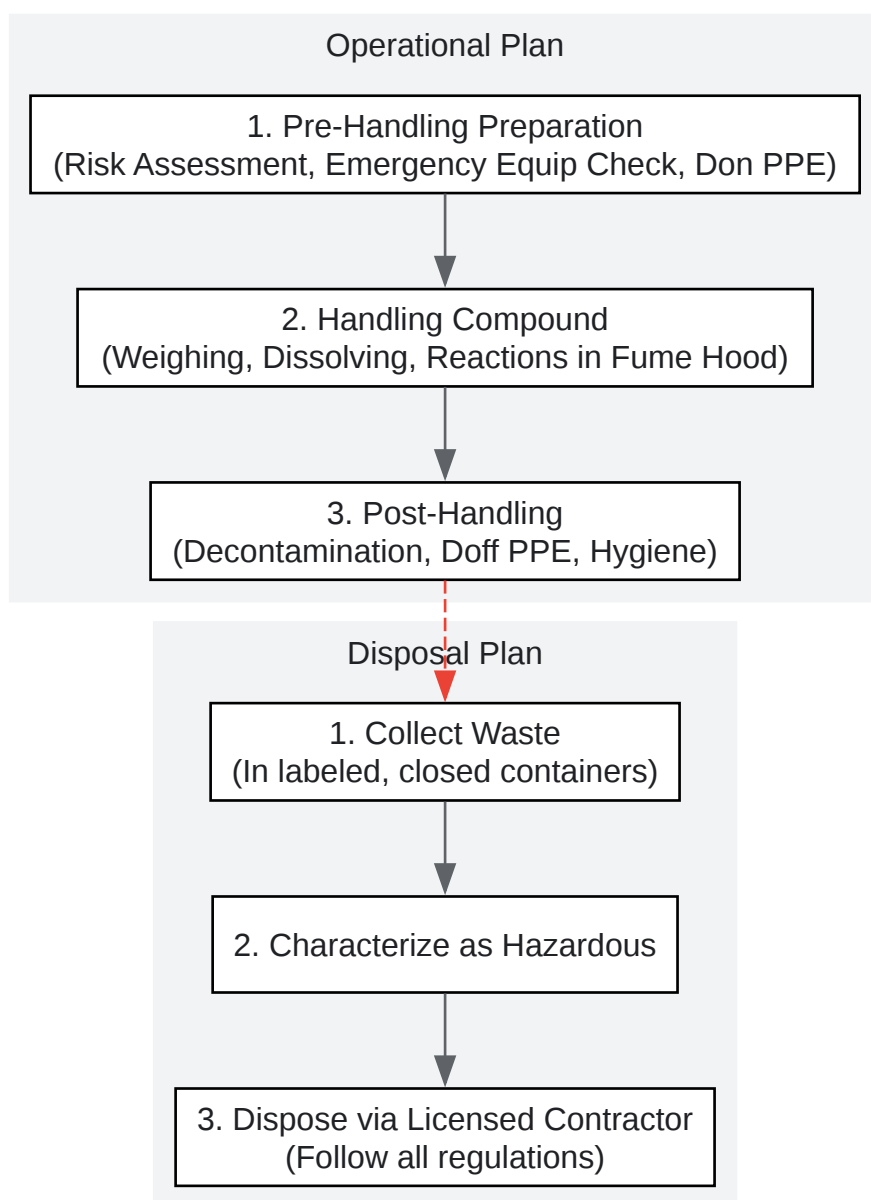 Operational Plan
1. Pre-Handling Preparation
(Risk Assessment, Emergency Equip Check, Don PPE)
2. Handling Compound
(Weighing, Dissolving, Reactions in Fume Hood)
3. Post-Handling
(Decontamination, Doff PPE, Hygiene)
Disposal Plan
1. Collect Waste
(In labeled, closed containers)
2. Characterize as Hazardous
3. Dispose via Licensed Contractor
(Follow all regulations)